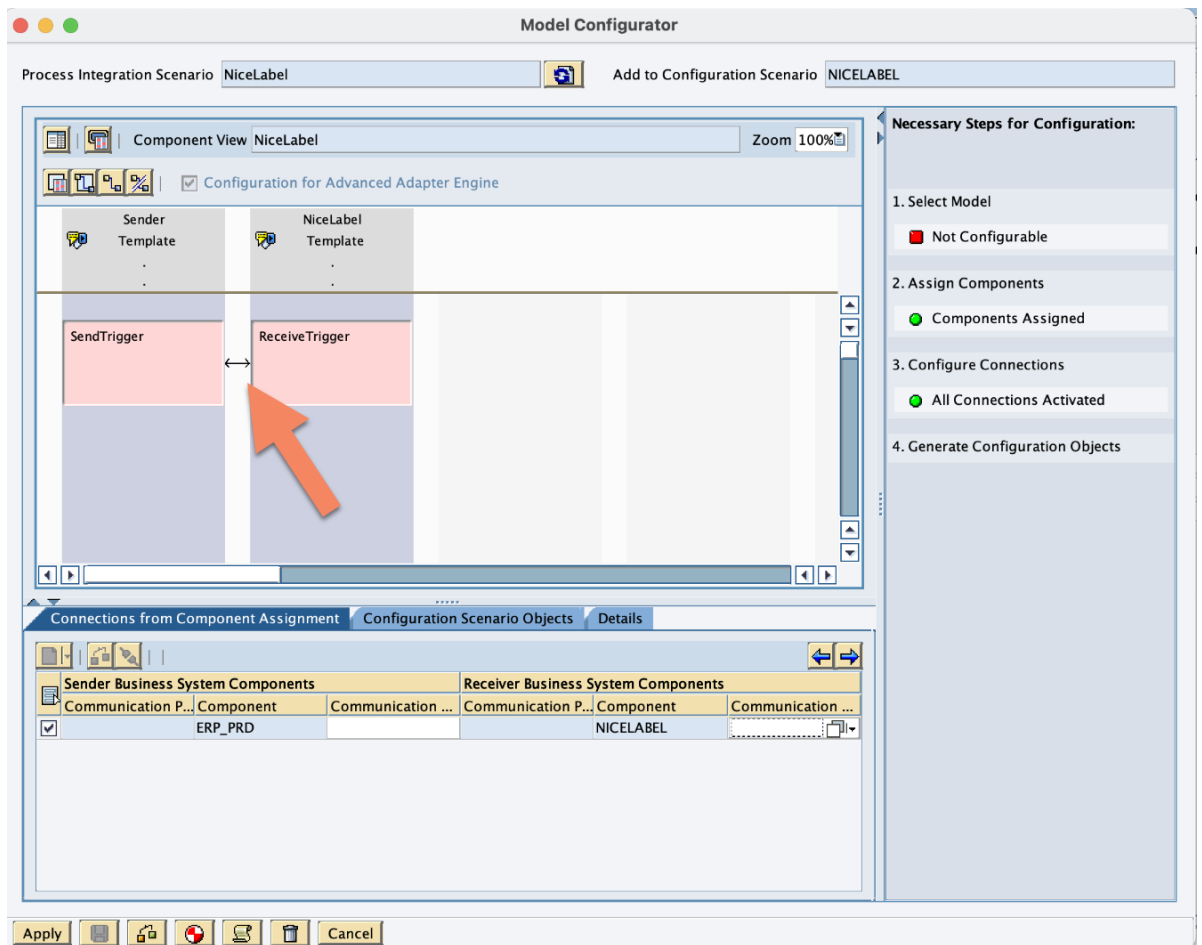 Model Configurator
Process Integration Scenario NiceLabel Add to Configuration Scenario NICELABEL
Component View NiceLabel Zoom 100%
Configuration for Advanced Adapter Engine
Sender NiceLabel
Template Template
. .
. .
SendTrigger ReceiveTrigger
Necessary Steps for Configuration:
1. Select Model
Not Configurable
2. Assign Components
Components Assigned
3. Configure Connections
All Connections Activated
4. Generate Configuration Objects
Connections from Component Assignment Configuration Scenario Objects Details
Sender Business System Components Receiver Business System Components
Communication P... Component Communication ... Communication P... Component Communication ...
ERP_PRD NICELABEL
Apply Cancel